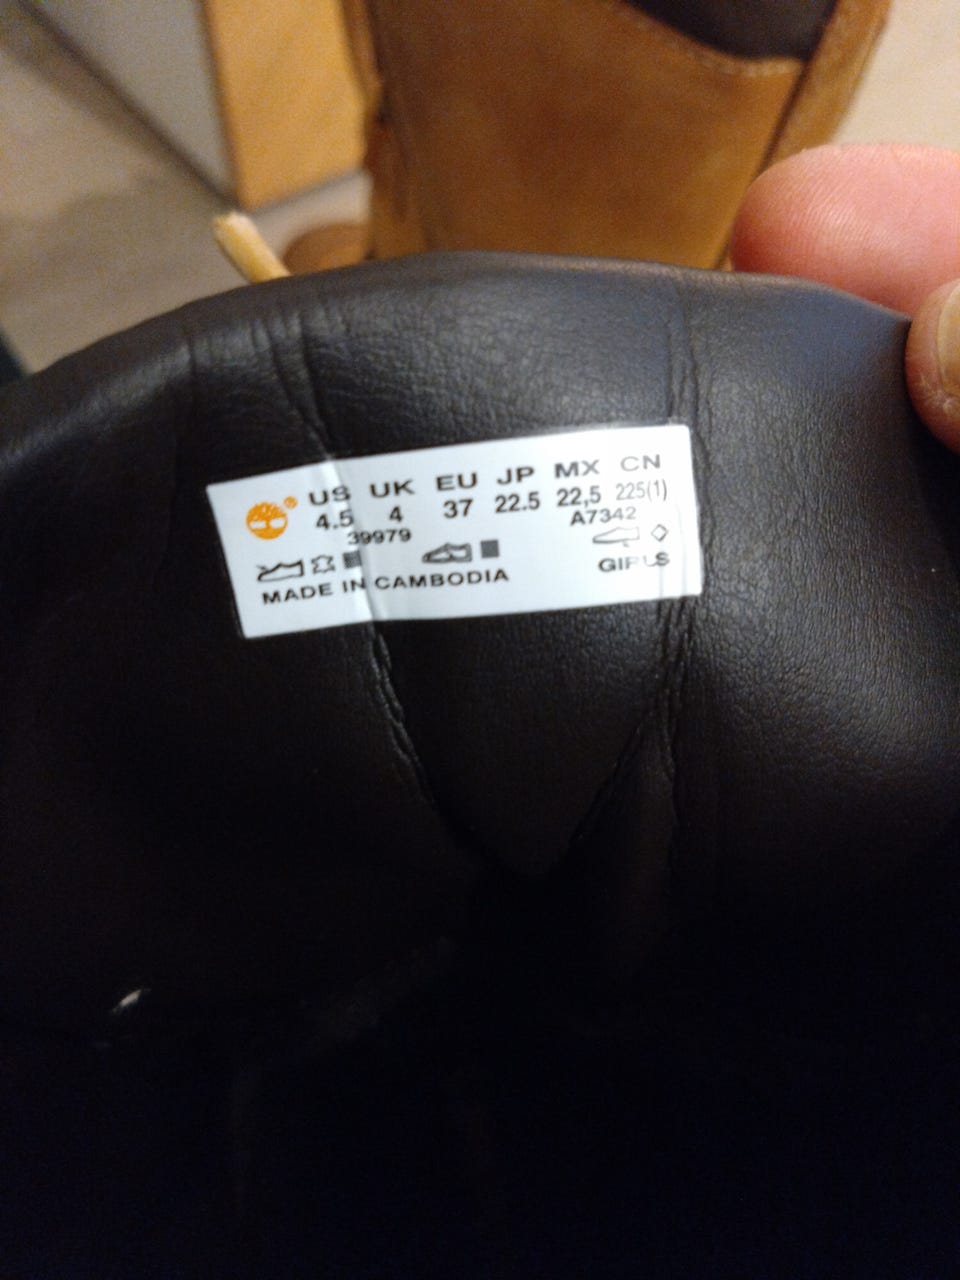 ® US UK EU JP MX CN
4.5 4 37 22.5 22,5 225(1)
39979 A7342
GIRLS
MADE IN CAMBODIA